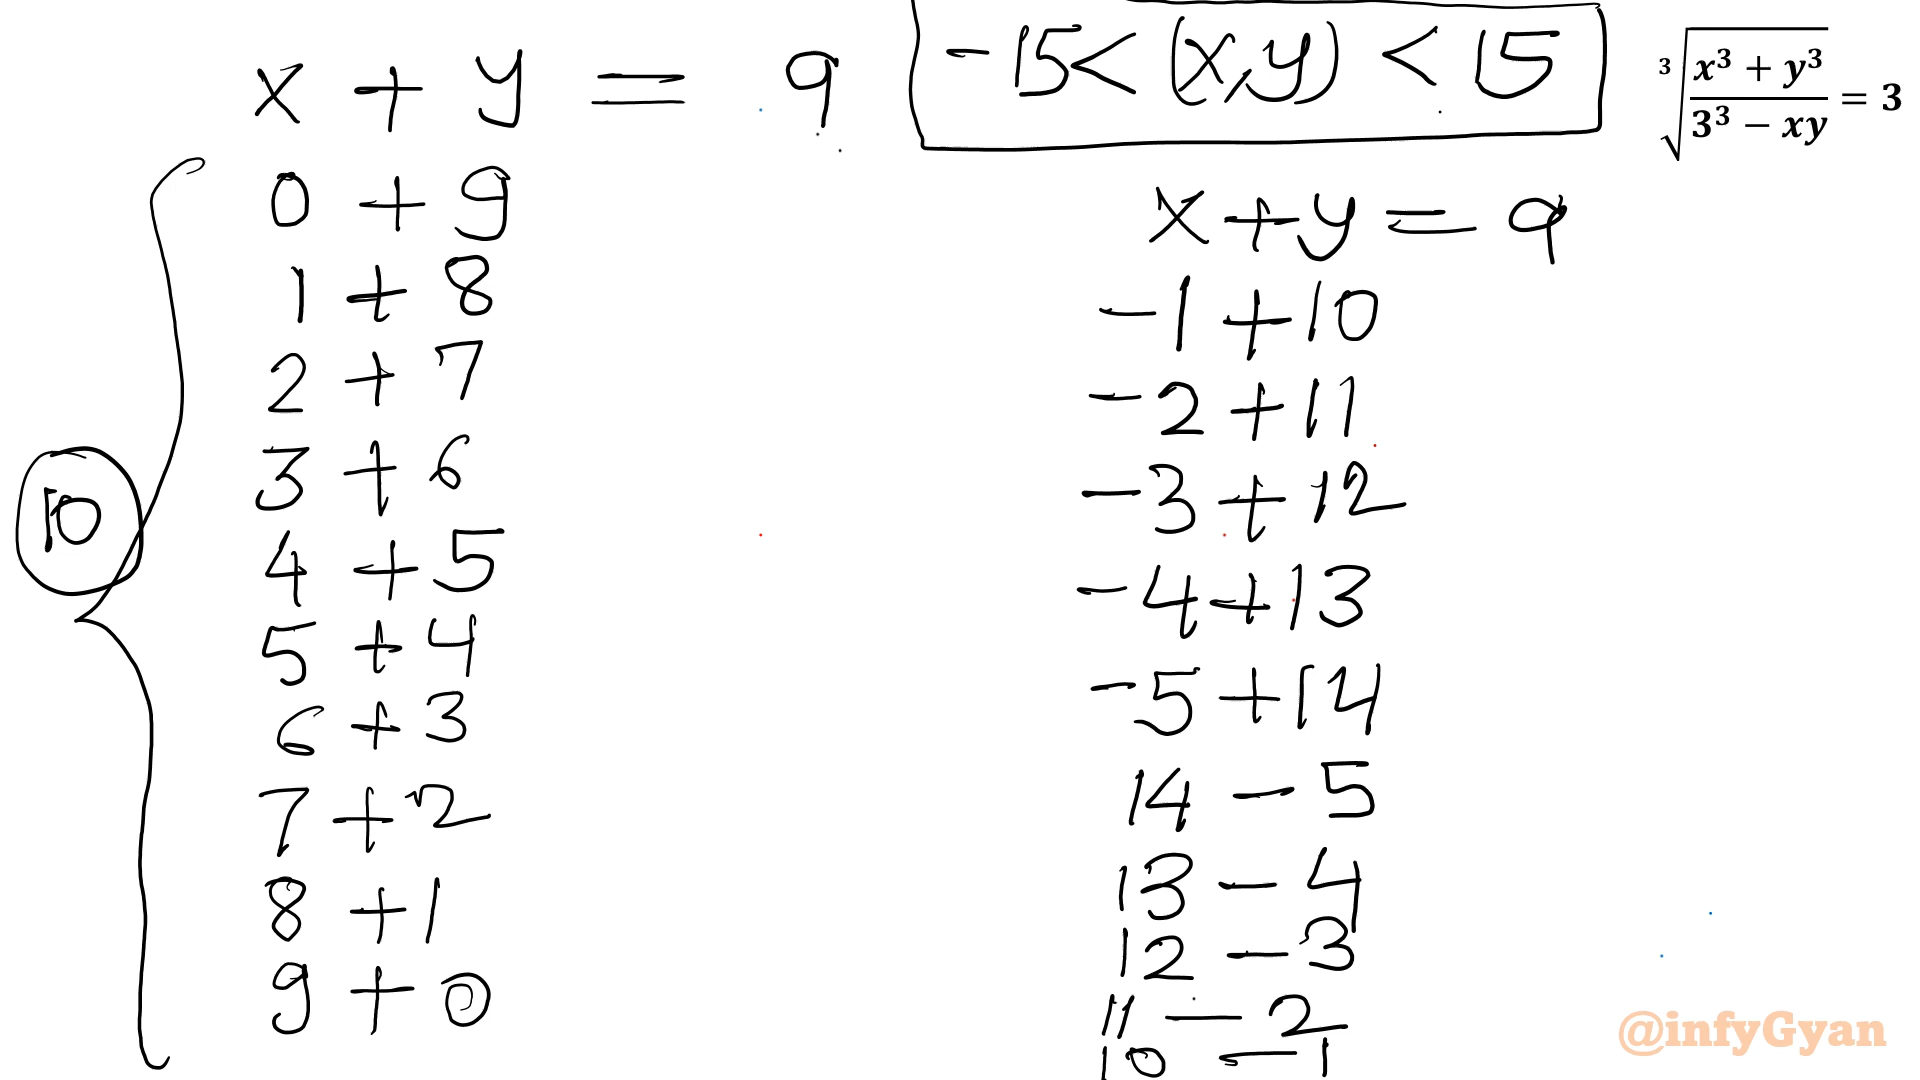 x + y = 9
0 + 9
1 + 8
2 + 7
3 + 6
4 + 5
5 + 4
6 + 3
7 + 2
8 + 1
9 + 0
10
-15 < (x,y) < 15
x + y = 9
-1 + 10
-2 + 11
-3 + 12
-4 + 13
-5 + 14
14 - 5
13 - 4
12 - 3
11 - 2
10 - 1
∛((x³ + y³)/(3³ − xy)) = 3
@infyGyan